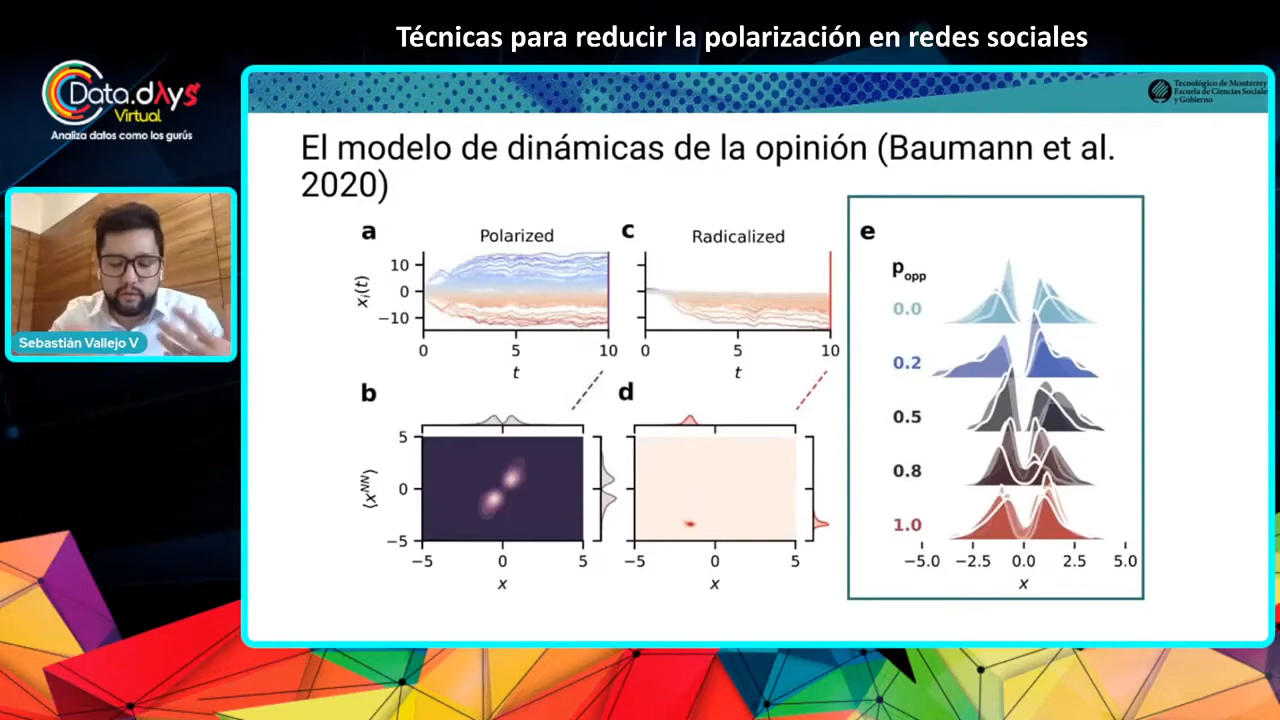 Técnicas para reducir la polarización en redes sociales
Data.dAys
Virtual
Analiza datos como los gurús
Tecnológico de Monterrey
Escuela de Ciencias Sociales
y Gobierno
El modelo de dinámicas de la opinión (Baumann et al.
2020)
Sebastián Vallejo V
a
Polarized
10
0
−10
xᵢ(t)
0 5 10
t
c
Radicalized
0 5 10
t
b
5
0
−5
⟨x^NN⟩
−5 0 5
x
d
−5 0 5
x
e
p_opp
0.0
0.2
0.5
0.8
1.0
−5.0 −2.5 0.0 2.5 5.0
x